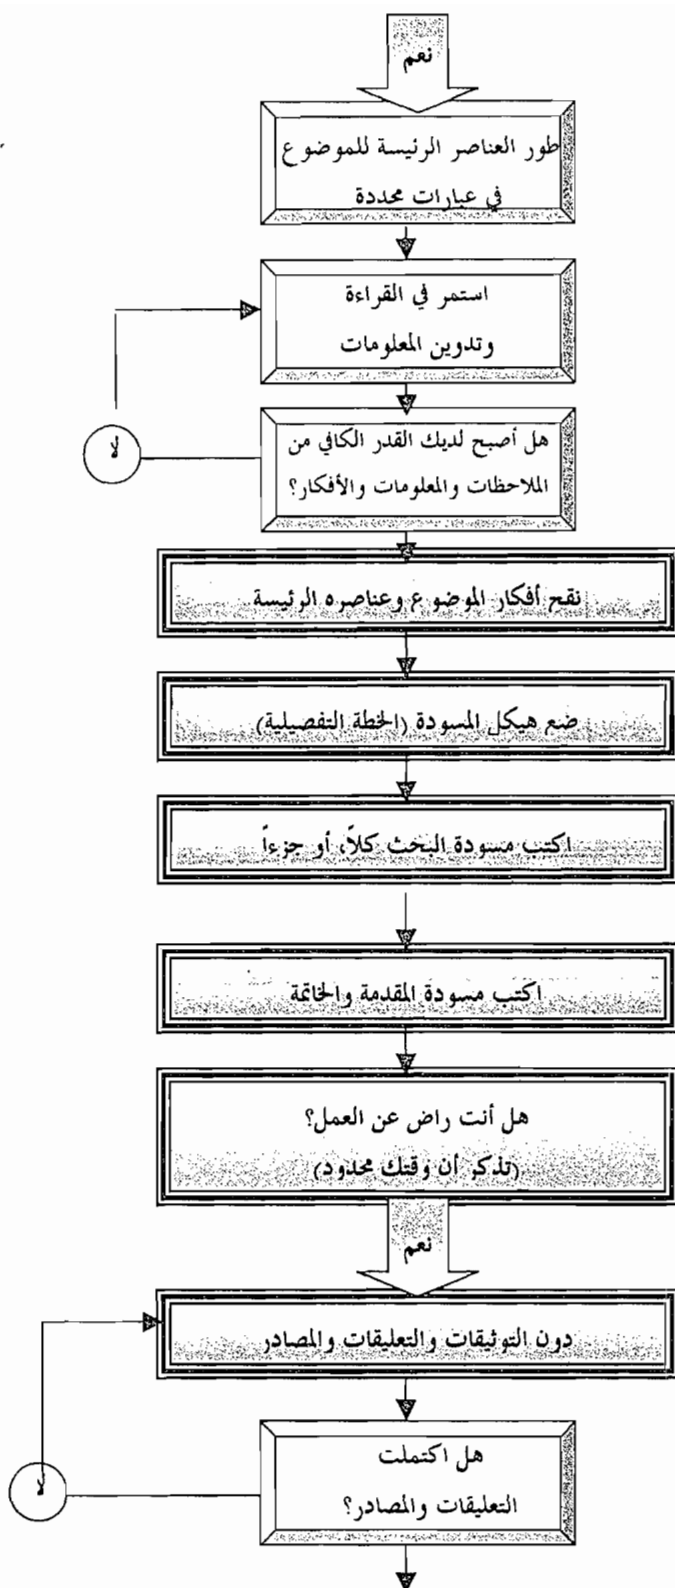 نعم
طور العناصر الرئيسة للموضوع
في عبارات محددة
استمر في القراءة
وتدوين المعلومات
هل أصبح لديك القدر الكافي من
الملاحظات والمعلومات والأفكار؟
لا
نقح أفكار الموضوع وعناصره الرئيسة
ضع هيكل المسودة (الخطة التفصيلية)
اكتب مسودة البحث كلاً، أو جزءاً
اكتب مسودة المقدمة والخاتمة
هل أنت راض عن العمل؟
(تذكر أن وقتك محدود)
نعم
دون التوثيقات والتعليقات والمصادر
هل اكتملت
التعليقات والمصادر؟
لا